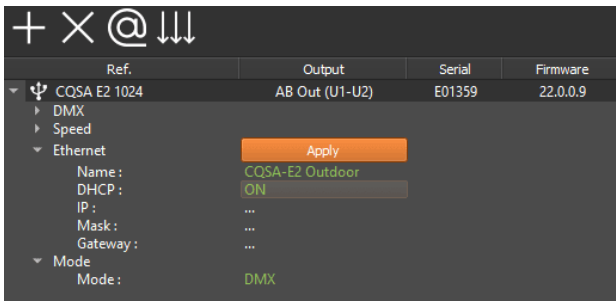 Ref. Output Serial Firmware
CQSA E2 1024 AB Out (U1-U2) E01359 22.0.0.9
DMX
Speed
Ethernet Apply
Name : CQSA-E2 Outdoor
DHCP : ON
IP : ...
Mask : ...
Gateway : ...
Mode
Mode : DMX